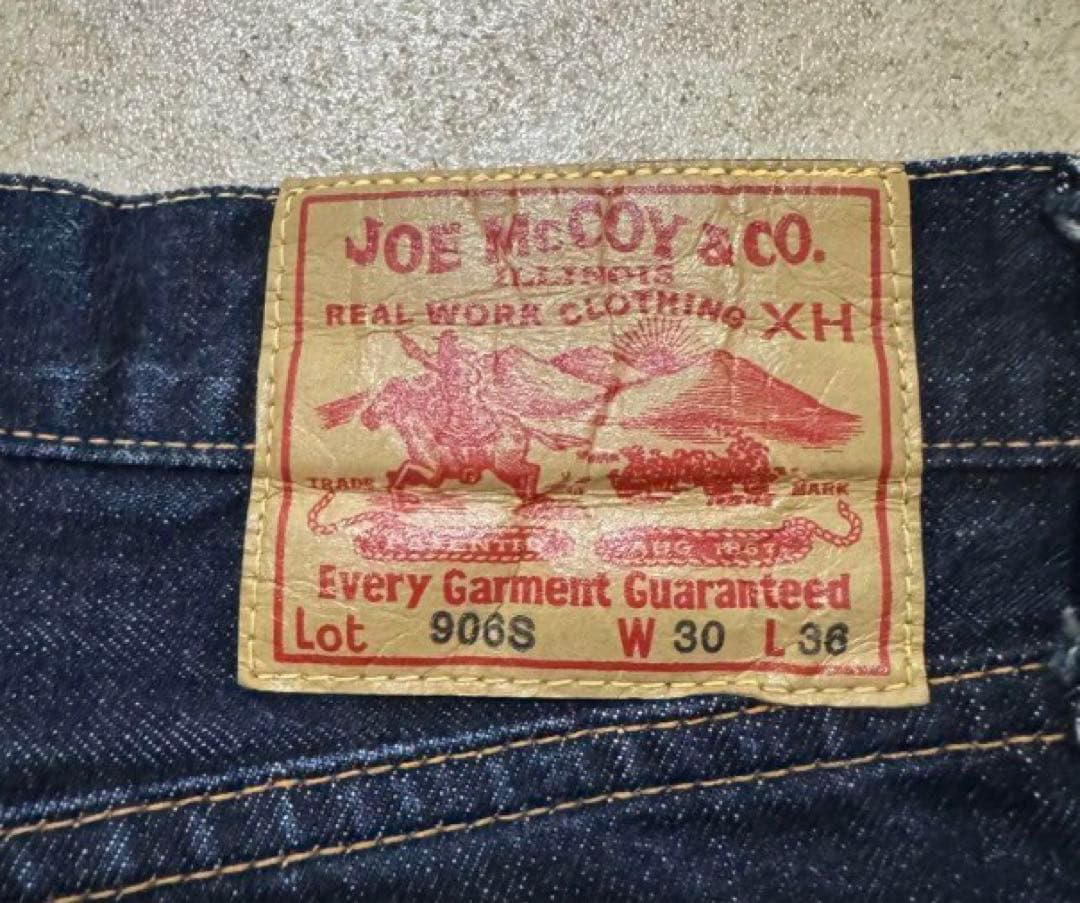 JOE McCOY & CO.
ILLINOIS
REAL WORK CLOTHING XH
TRADE MARK
Every Garment Guaranteed
Lot 906S W 30 L 36